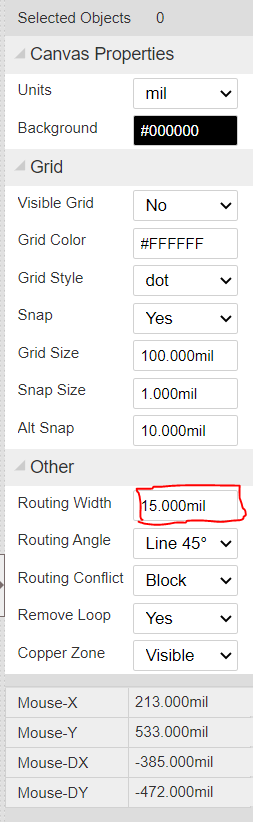 Selected Objects 0
Canvas Properties
Units mil
Background #000000
Grid
Visible Grid No
Grid Color #FFFFFF
Grid Style dot
Snap Yes
Grid Size 100.000mil
Snap Size 1.000mil
Alt Snap 10.000mil
Other
Routing Width 15.000mil
Routing Angle Line 45°
Routing Conflict Block
Remove Loop Yes
Copper Zone Visible
Mouse-X 213.000mil
Mouse-Y 533.000mil
Mouse-DX -385.000mil
Mouse-DY -472.000mil